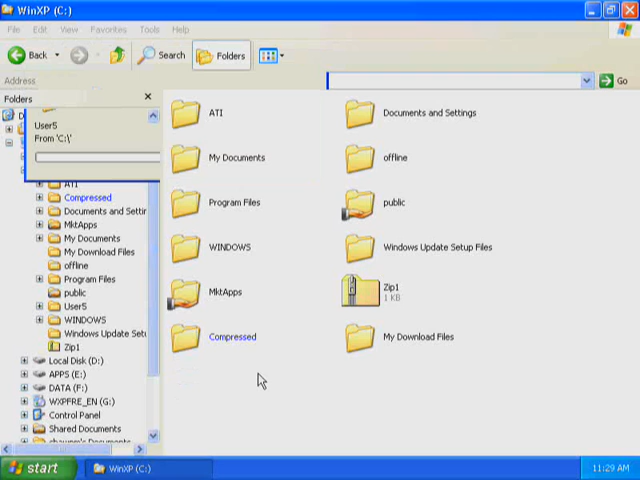 WinXP (C:)
File Edit View Favorites Tools Help
Back Search Folders
Address Go
Folders
User5
From 'C:\'
ATI
Compressed
Documents and Settir
MktApps
My Documents
My Download Files
offline
Program Files
public
User5
WINDOWS
Windows Update Setu
Zip1
Local Disk (D:)
APPS (E:)
DATA (F:)
WXPFRE_EN (G:)
Control Panel
Shared Documents
ATI
Documents and Settings
My Documents
offline
Program Files
public
WINDOWS
Windows Update Setup Files
MktApps
Zip1
1 KB
Compressed
My Download Files
start
WinXP (C:)
11:29 AM